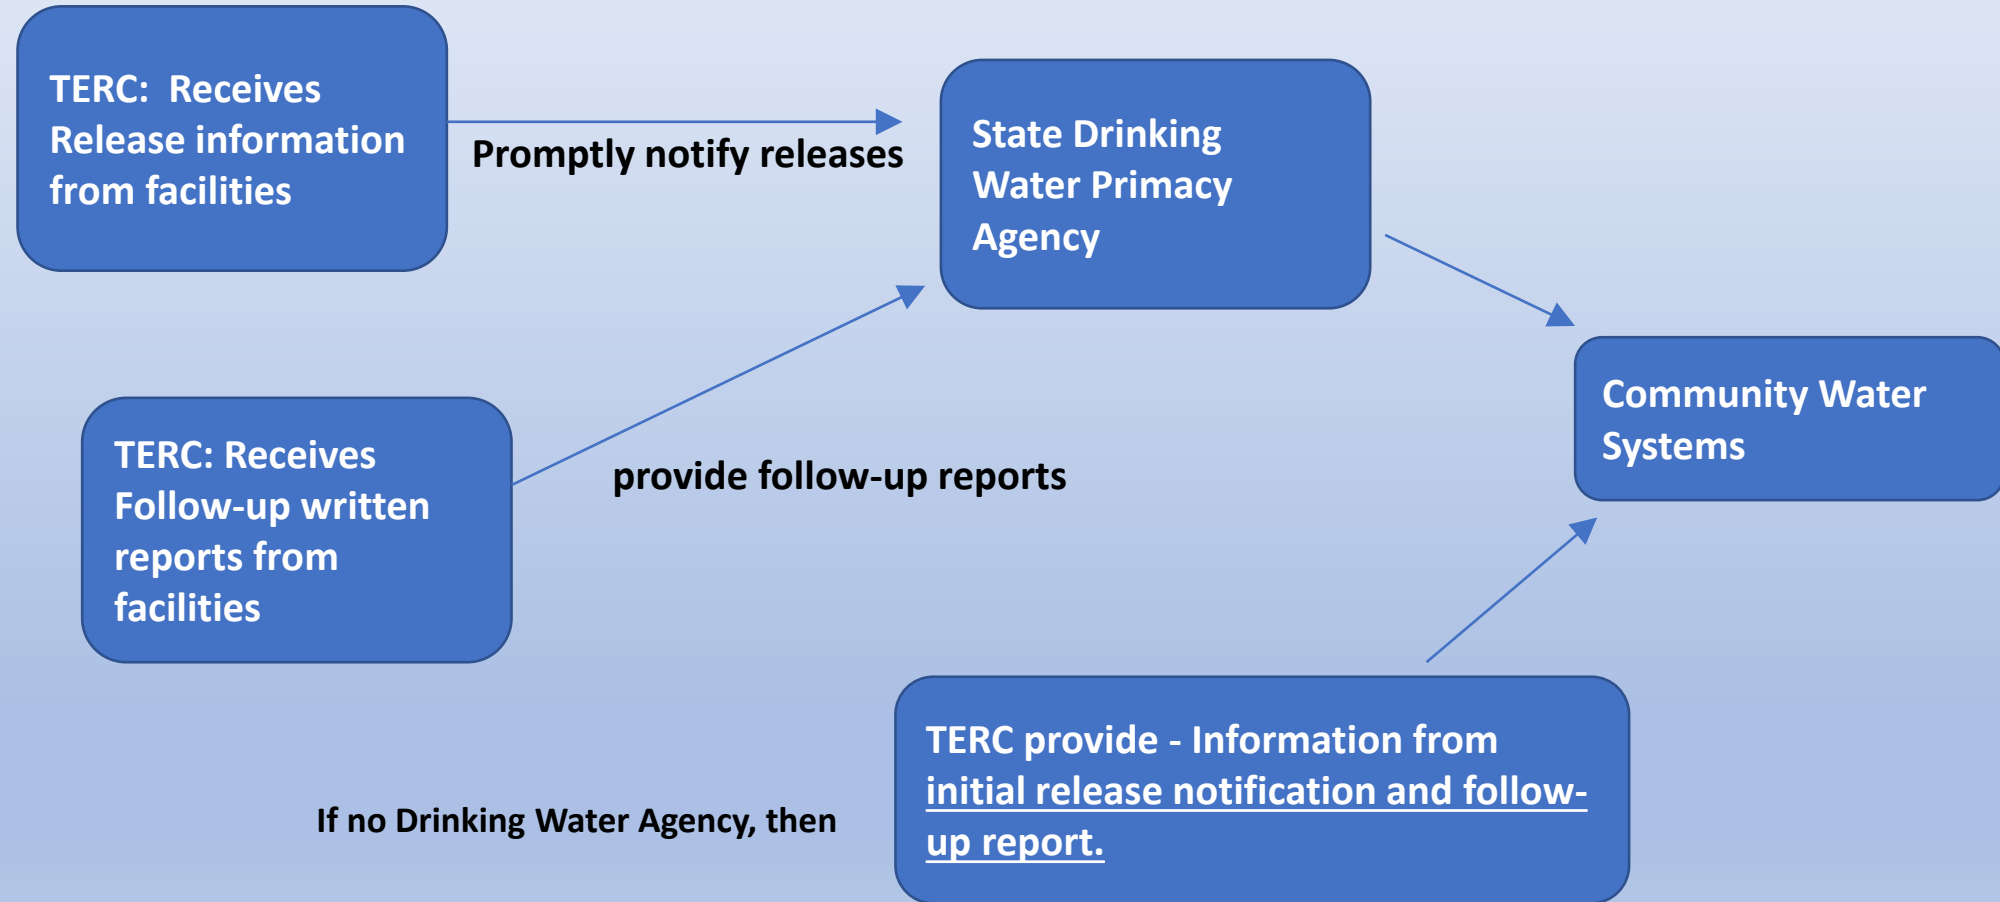 TERC:  Receives
Release information
from facilities
Promptly notify releases
State Drinking
Water Primacy
Agency
Community Water
Systems
TERC: Receives
Follow-up written
reports from
facilities
provide follow-up reports
If no Drinking Water Agency, then
TERC provide - Information from
initial release notification and follow-
up report.